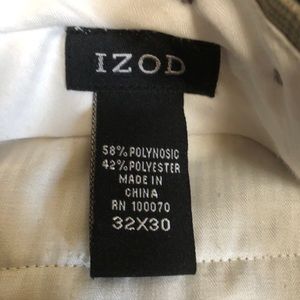 IZOD
58% POLYNOSIC
42% POLYESTER
MADE IN
CHINA
RN 100070
32X30